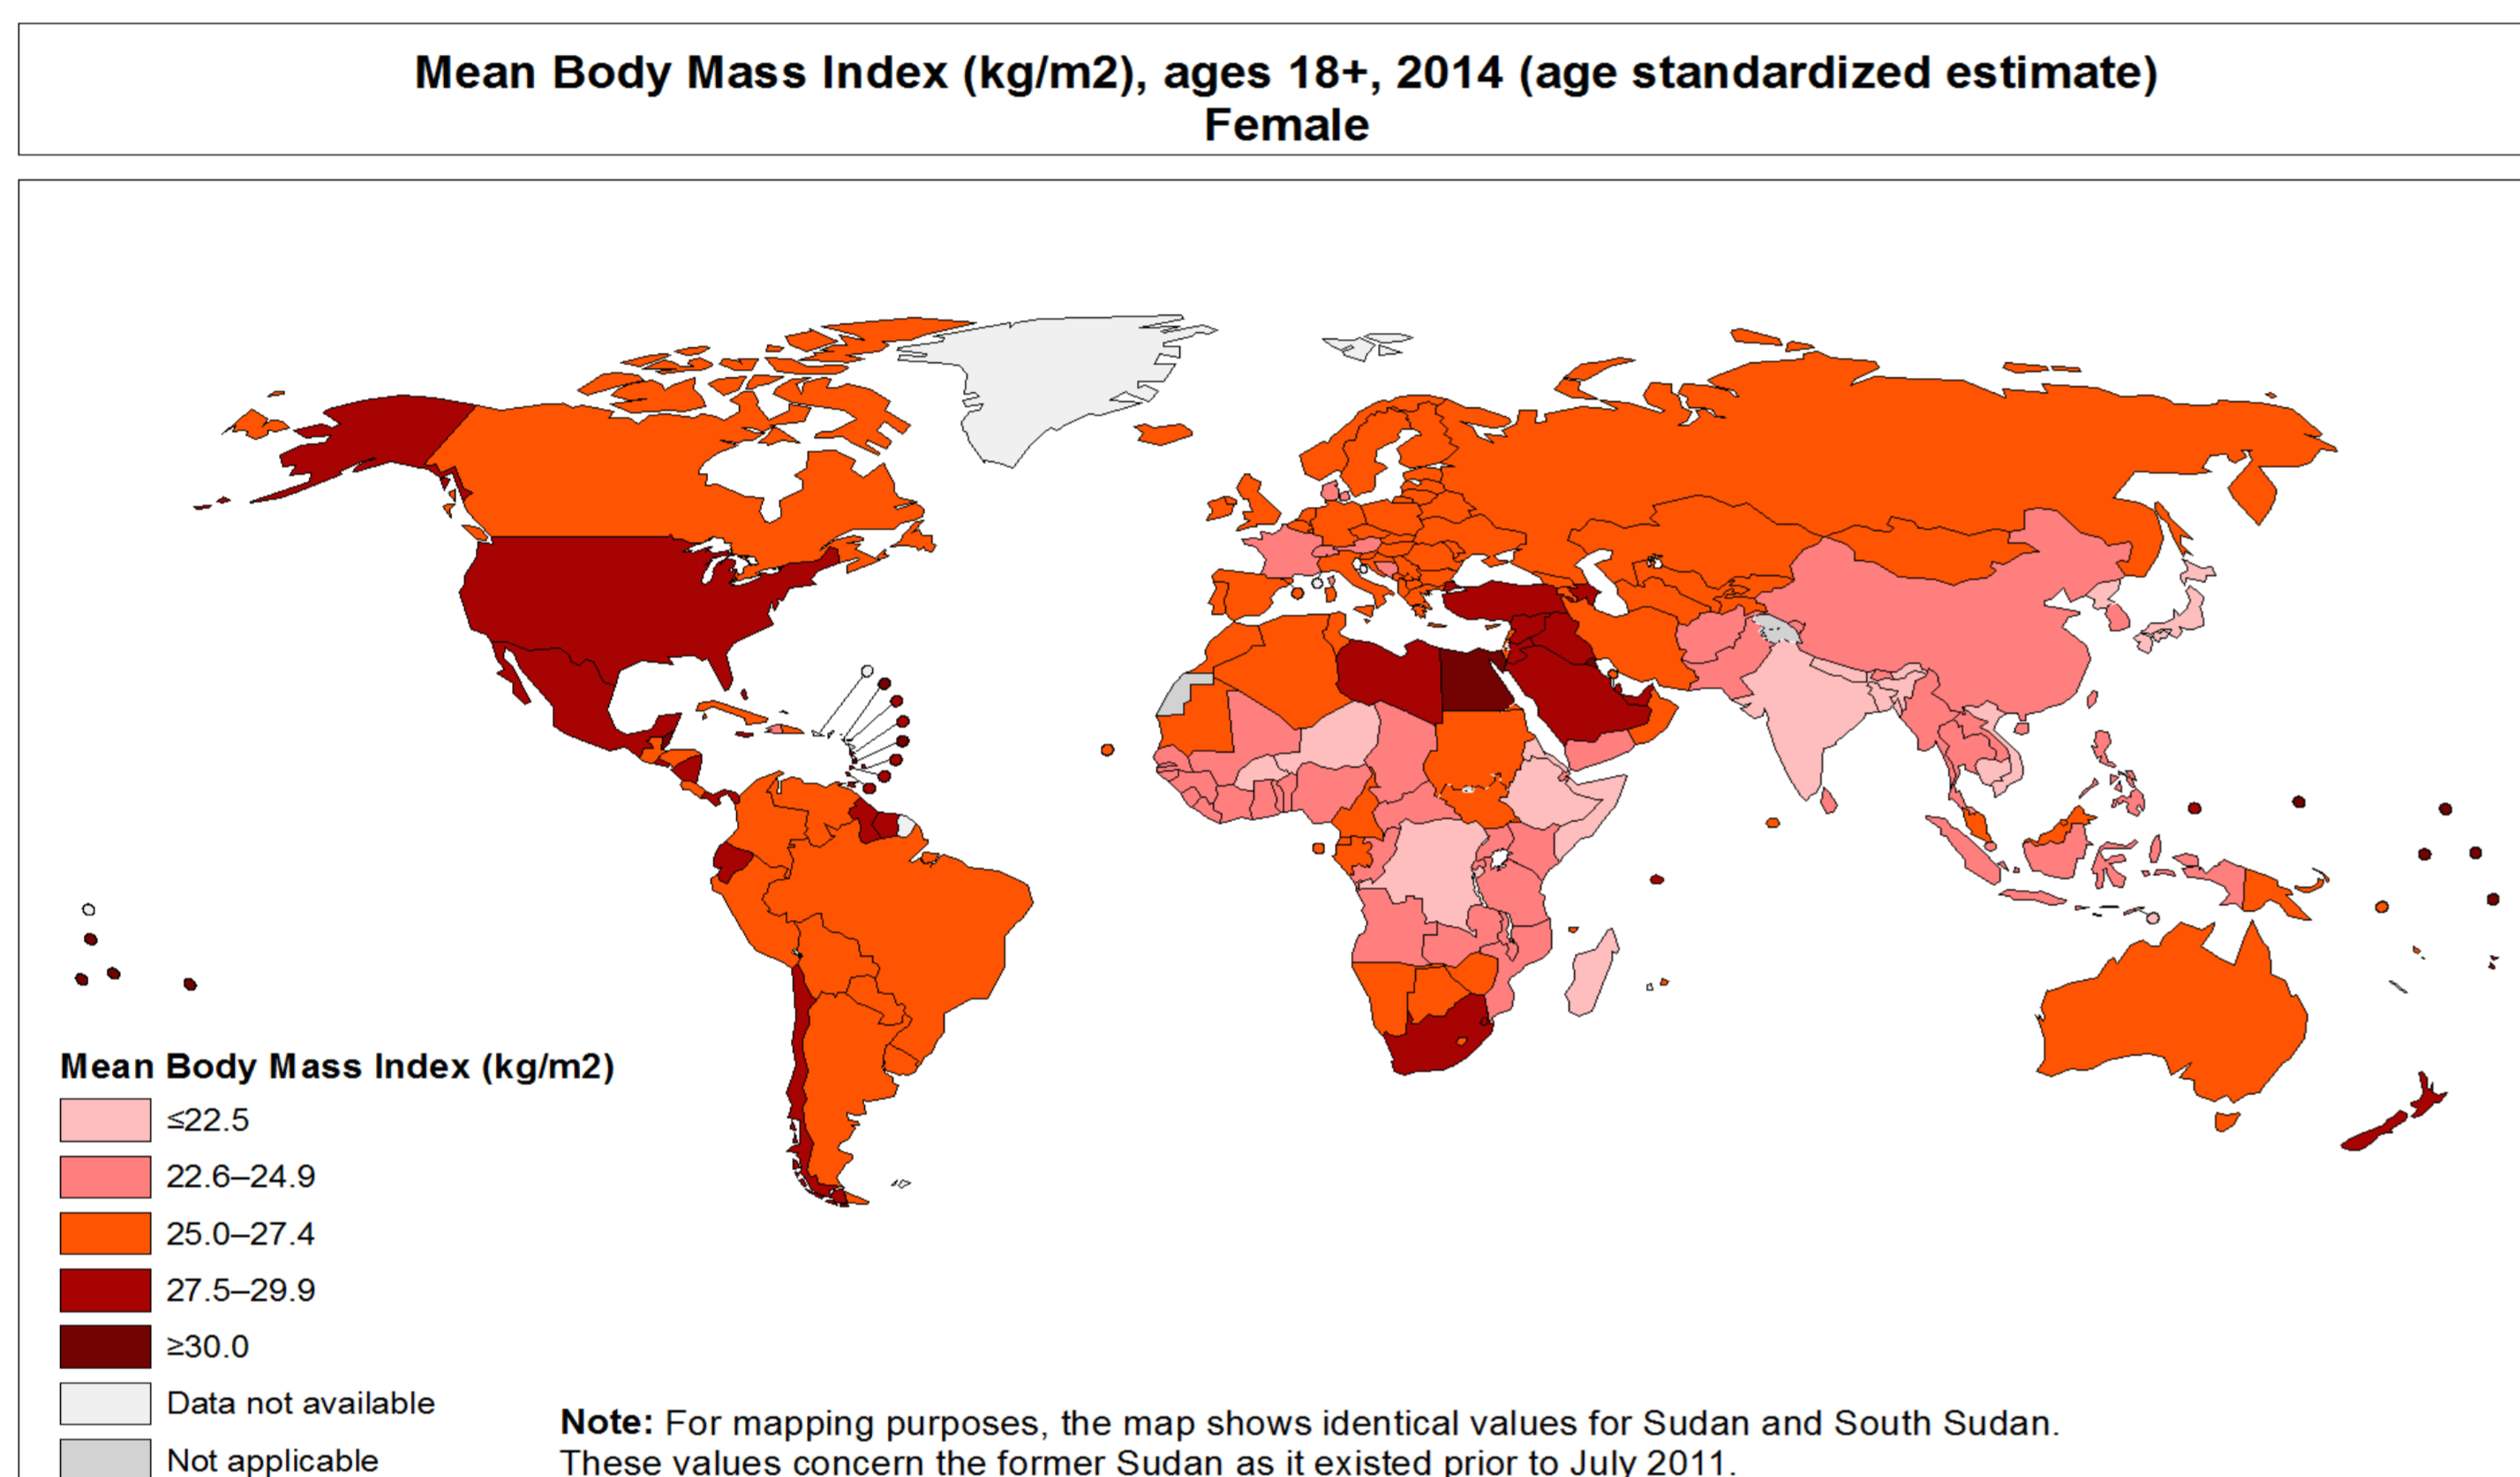 Mean Body Mass Index (kg/m2), ages 18+, 2014 (age standardized estimate)
Female
Mean Body Mass Index (kg/m2)
≤22.5
22.6–24.9
25.0–27.4
27.5–29.9
≥30.0
Data not available
Not applicable
Note: For mapping purposes, the map shows identical values for Sudan and South Sudan.
These values concern the former Sudan as it existed prior to July 2011.